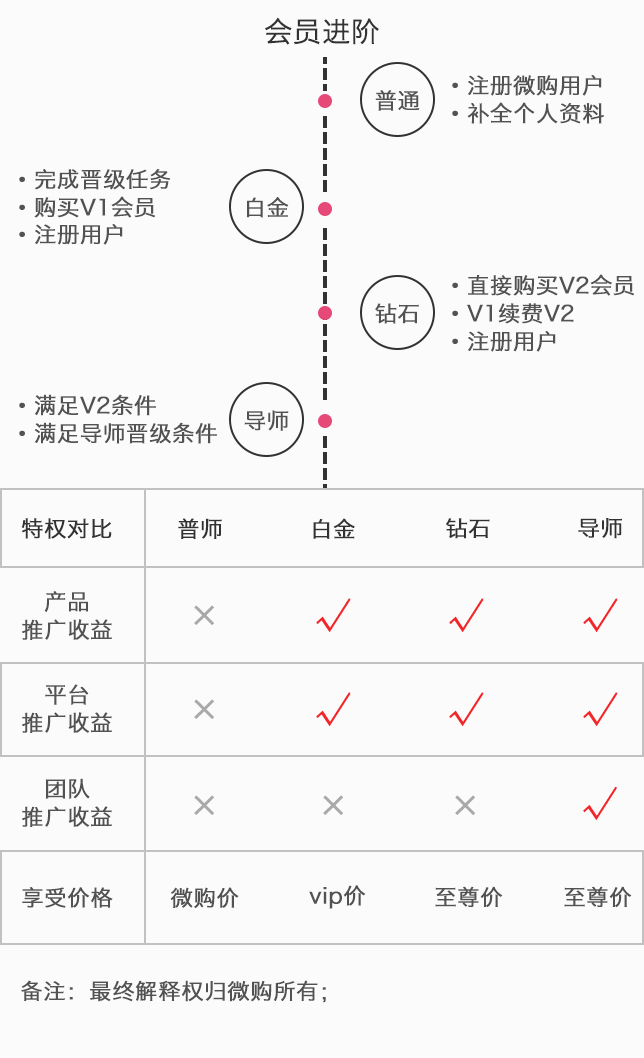 会员进阶
普通
• 注册微购用户
• 补全个人资料
• 完成晋级任务
• 购买V1会员
• 注册用户
白金
钻石
• 直接购买V2会员
• V1续费V2
• 注册用户
• 满足V2条件
• 满足导师晋级条件
导师
特权对比 普师 白金 钻石 导师
产品
推广收益
平台
推广收益
团队
推广收益
享受价格 微购价 vip价 至尊价 至尊价
备注：最终解释权归微购所有；